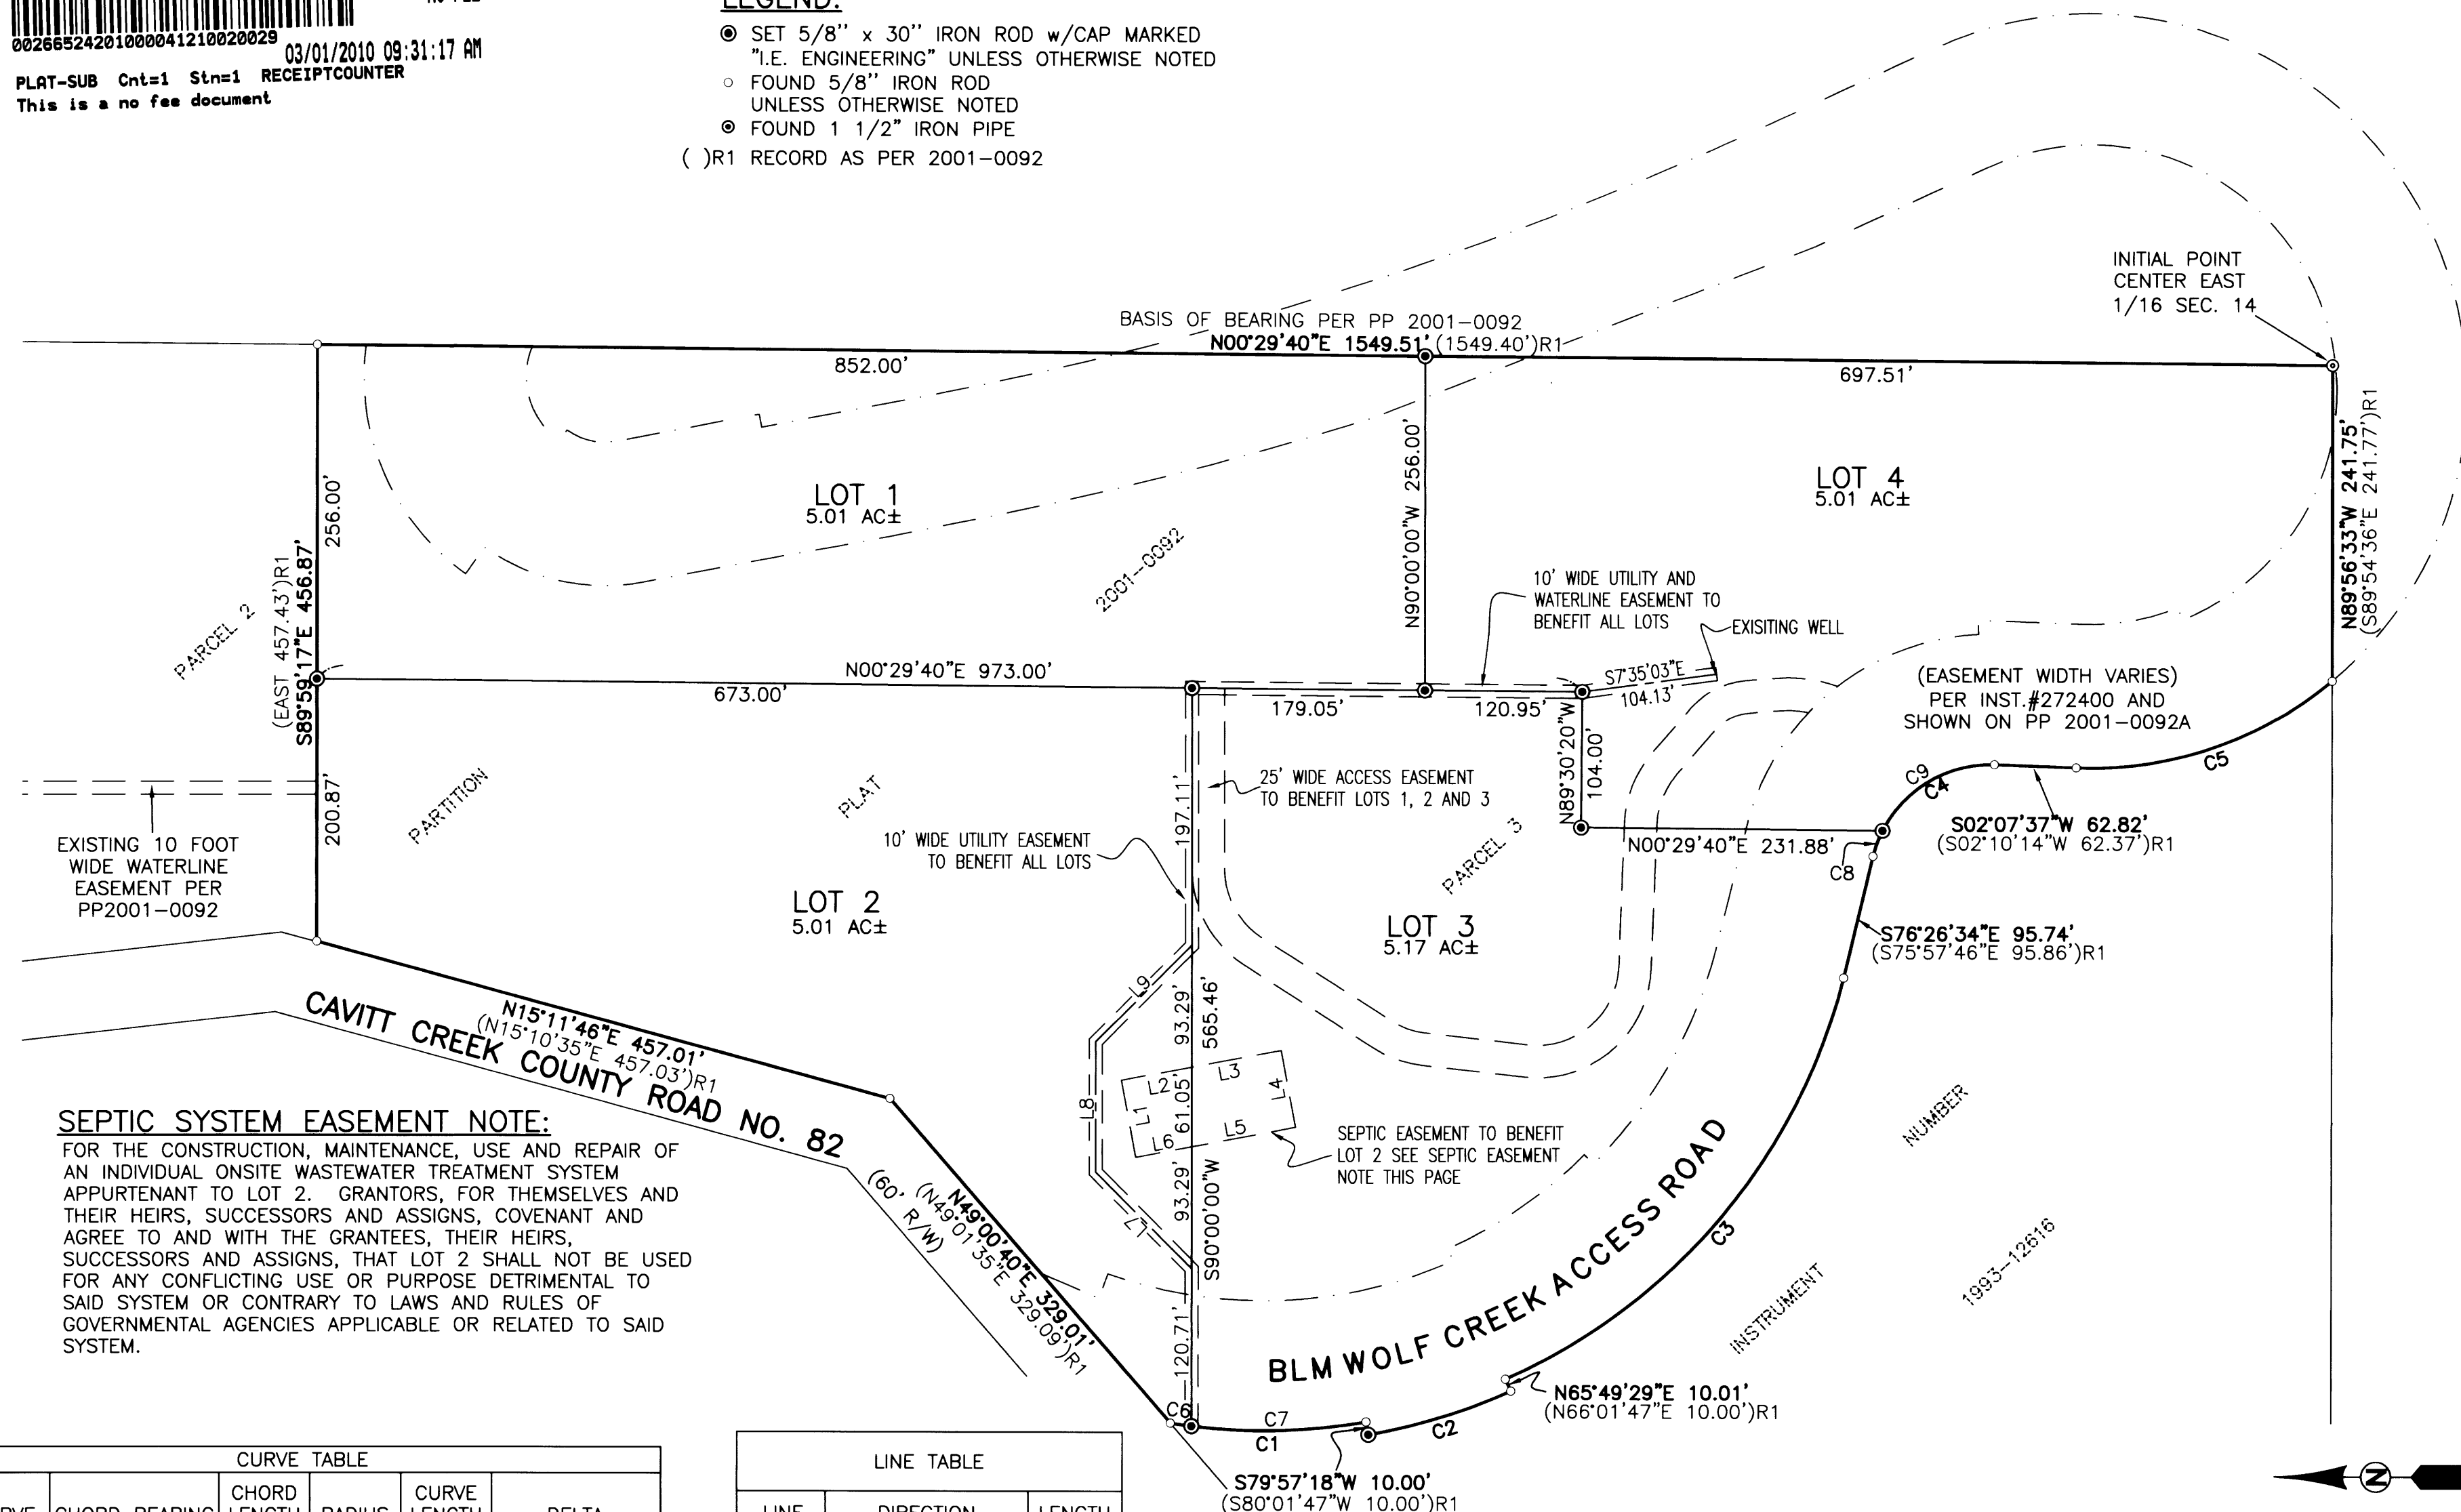 002665242010000412100200​29
03/01/2010 09:31:17 AM
PLAT-SUB Cnt=1 Stn=1 RECEIPTCOUNTER
This is a no fee document
LEGEND:
SET 5/8'' x 30'' IRON ROD w/CAP MARKED
"I.E. ENGINEERING" UNLESS OTHERWISE NOTED
FOUND 5/8'' IRON ROD
UNLESS OTHERWISE NOTED
FOUND 1 1/2" IRON PIPE
( )R1 RECORD AS PER 2001-0092
INITIAL POINT
CENTER EAST
1/16 SEC. 14
BASIS OF BEARING PER PP 2001-0092
N00°29'40"E 1549.51' (1549.40')R1
852.00'
697.51'
256.00'
S89°59'17"E 456.87'
(EAST 457.43')R1
200.87'
LOT 1
5.01 AC±
N90°00'00"W 256.00'
LOT 4
5.01 AC±
N89°56'33"W 241.75'
(S89°54'36"E 241.77')R1
PARCEL 2
2001-0092
10' WIDE UTILITY AND
WATERLINE EASEMENT TO
BENEFIT ALL LOTS
EXISITING WELL
S7°35'03"E
104.13'
N00°29'40"E 973.00'
673.00'
179.05'
120.95'
(EASEMENT WIDTH VARIES)
PER INST.#272400 AND
SHOWN ON PP 2001-0092A
N89°30'20"W
104.00'
N00°29'40"E 231.88'
C9
C4
C5
C8
S02°07'37"W 62.82'
(S02°10'14"W 62.37')R1
S76°26'34"E 95.74'
(S75°57'46"E 95.86')R1
PARTITION
PLAT
PARCEL 3
25' WIDE ACCESS EASEMENT
TO BENEFIT LOTS 1, 2 AND 3
10' WIDE UTILITY EASEMENT
TO BENEFIT ALL LOTS
197.11'
EXISTING 10 FOOT
WIDE WATERLINE
EASEMENT PER
PP2001-0092
LOT 2
5.01 AC±
LOT 3
5.17 AC±
L9
93.29'
565.46'
L8
L2
L3
L1
61.05'
L4
L6
L5
L7
93.29'
S90°00'00"W
120.71'
SEPTIC EASEMENT TO BENEFIT
LOT 2 SEE SEPTIC EASEMENT
NOTE THIS PAGE
N15°11'46"E 457.01'
(N15°10'35"E 457.03')R1
CAVITT CREEK COUNTY ROAD NO. 82
(60' R/W)
N49°00'40"E 329.01'
(N49°01'35"E 329.09')R1
BLM WOLF CREEK ACCESS ROAD
C3
NUMBER
INSTRUMENT
1993-12616
SEPTIC SYSTEM EASEMENT NOTE:
FOR THE CONSTRUCTION, MAINTENANCE, USE AND REPAIR OF
AN INDIVIDUAL ONSITE WASTEWATER TREATMENT SYSTEM
APPURTENANT TO LOT 2. GRANTORS, FOR THEMSELVES AND
THEIR HEIRS, SUCCESSORS AND ASSIGNS, COVENANT AND
AGREE TO AND WITH THE GRANTEES, THEIR HEIRS,
SUCCESSORS AND ASSIGNS, THAT LOT 2 SHALL NOT BE USED
FOR ANY CONFLICTING USE OR PURPOSE DETRIMENTAL TO
SAID SYSTEM OR CONTRARY TO LAWS AND RULES OF
GOVERNMENTAL AGENCIES APPLICABLE OR RELATED TO SAID
SYSTEM.
C6
C7
C1
C2
N65°49'29"E 10.01'
(N66°01'47"E 10.00')R1
S79°57'18"W 10.00'
(S80°01'47"W 10.00')R1
CURVE TABLE
CHORD BEARING
CHORD LENGTH
RADIUS
CURVE LENGTH
DELTA
LINE TABLE
LINE DIRECTION LENGTH
N